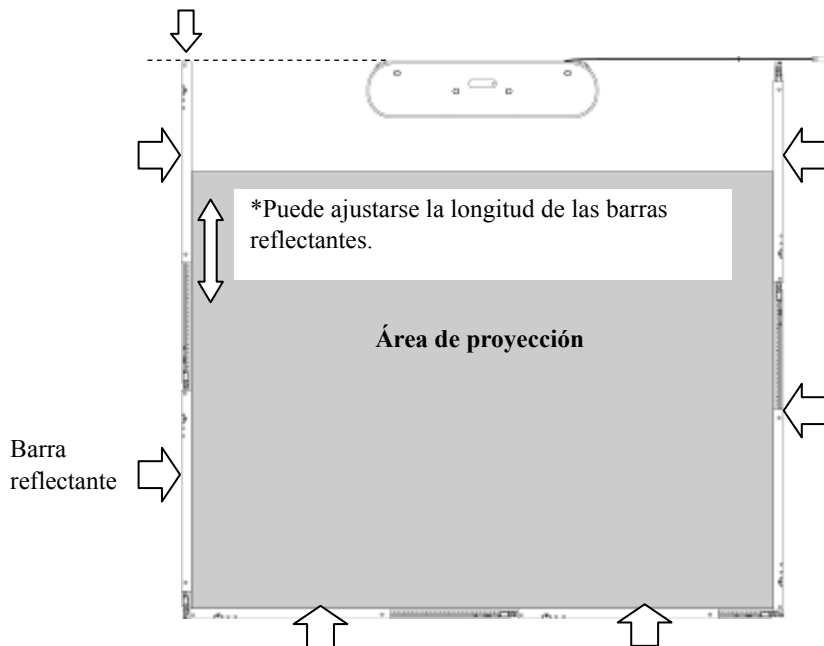 *Puede ajustarse la longitud de las barras
reflectantes.
Área de proyección
Barra
reflectante